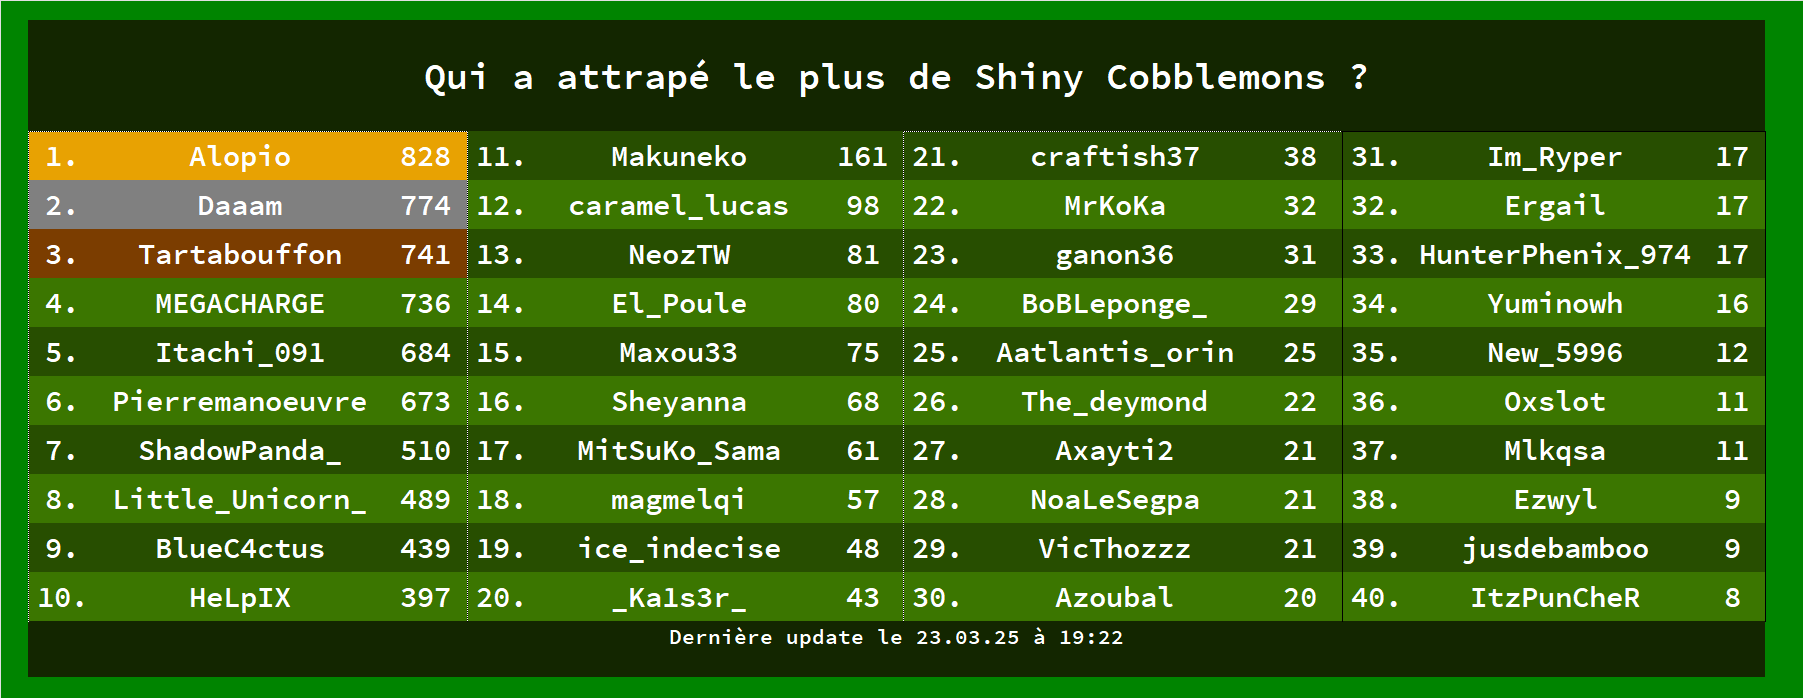 Qui a attrapé le plus de Shiny Cobblemons ?
1. Alopio 828
2. Daaam 774
3. Tartabouffon 741
4. MEGACHARGE 736
5. Itachi_091 684
6. Pierremanoeuvre 673
7. ShadowPanda_ 510
8. Little_Unicorn_ 489
9. BlueC4ctus 439
10. HeLpIX 397
11. Makuneko 161
12. caramel_lucas 98
13. NeozTW 81
14. El_Poule 80
15. Maxou33 75
16. Sheyanna 68
17. MitSuKo_Sama 61
18. magmelqi 57
19. ice_indecise 48
20. _Ka1s3r_ 43
21. craftish37 38
22. MrKoKa 32
23. ganon36 31
24. BoBLeponge_ 29
25. Aatlantis_orin 25
26. The_deymond 22
27. Axayti2 21
28. NoaLeSegpa 21
29. VicThozzz 21
30. Azoubal 20
31. Im_Ryper 17
32. Ergail 17
33. HunterPhenix_974 17
34. Yuminowh 16
35. New_5996 12
36. Oxslot 11
37. Mlkqsa 11
38. Ezwyl 9
39. jusdebamboo 9
40. ItzPunCheR 8
Dernière update le 23.03.25 à 19:22